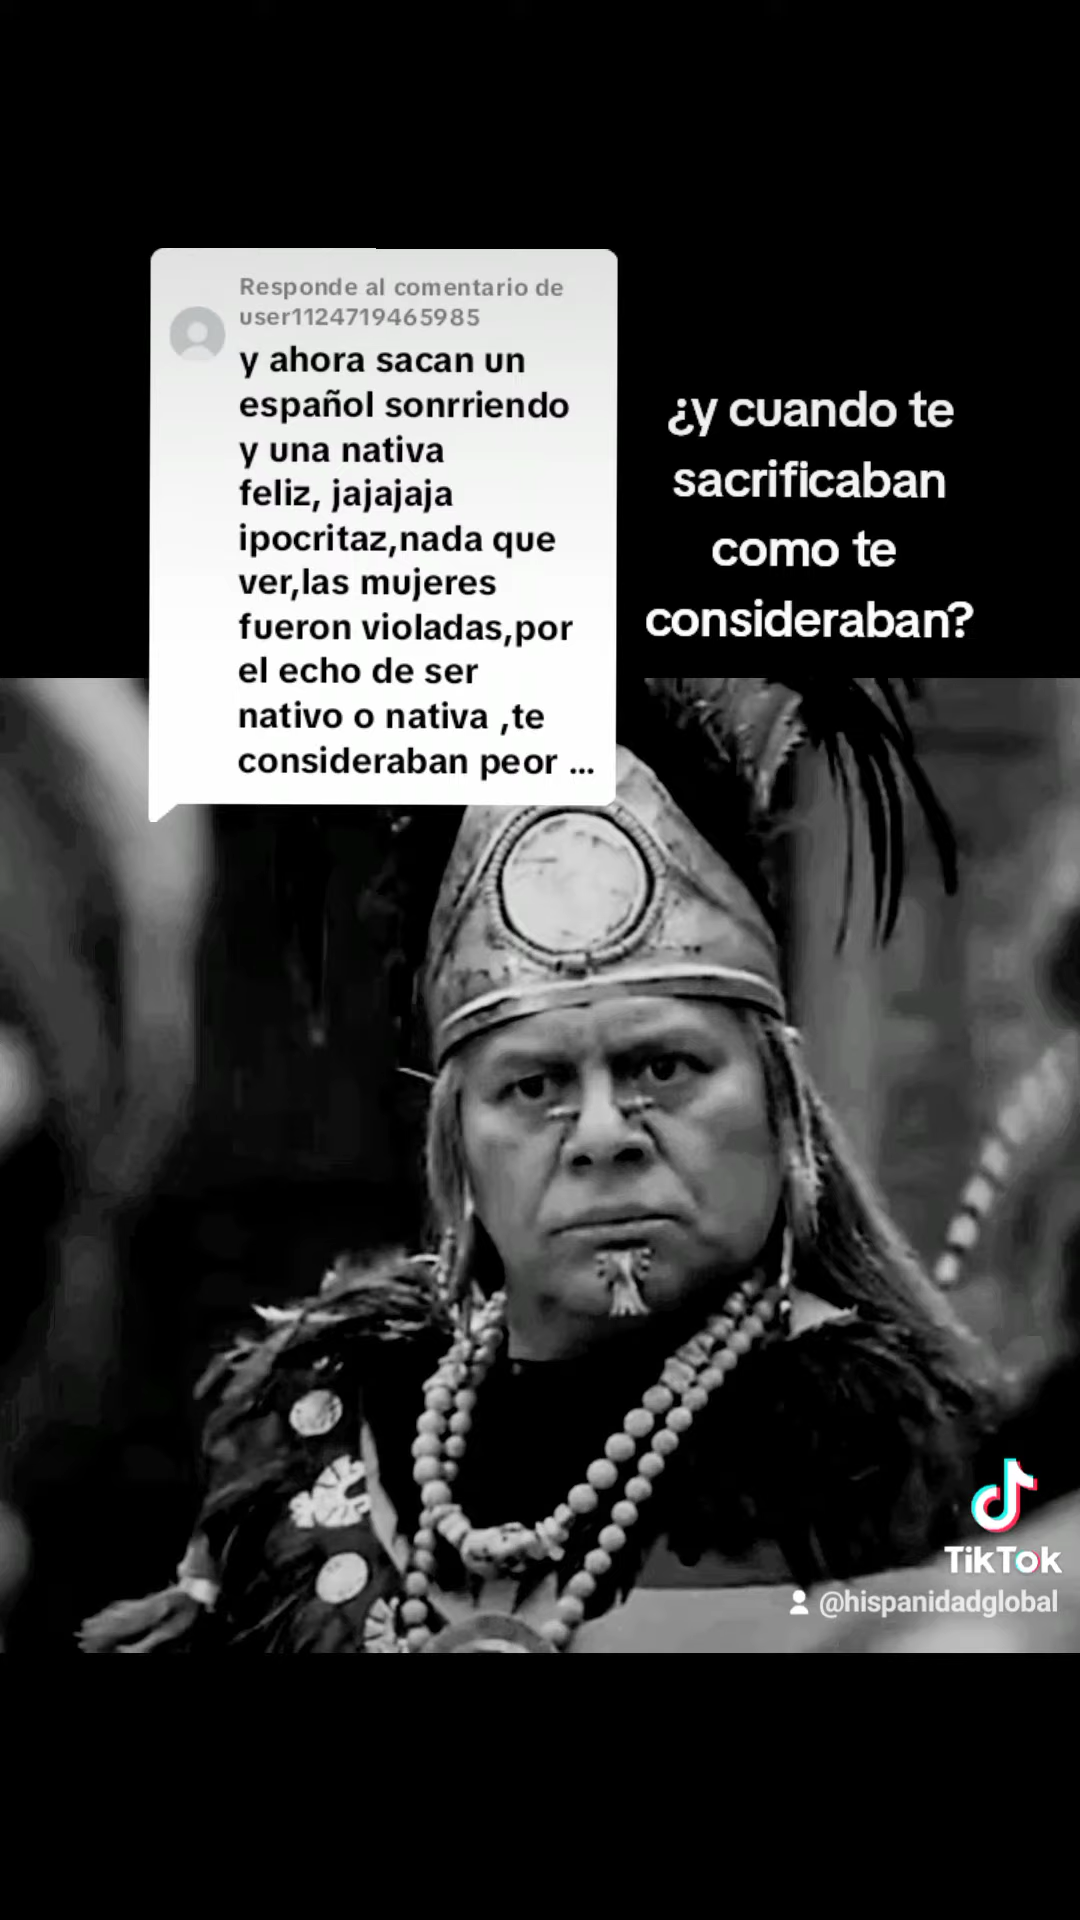 Responde al comentario de
user1124719465985
y ahora sacan un
español sonrriendo
y una nativa
feliz, jajajaja
ipocritaz,nada que
ver,las mujeres
fueron violadas,por
el echo de ser
nativo o nativa ,te
consideraban peor ...
¿y cuando te
sacrificaban
como te
consideraban?
TikTok
@hispanidadglobal